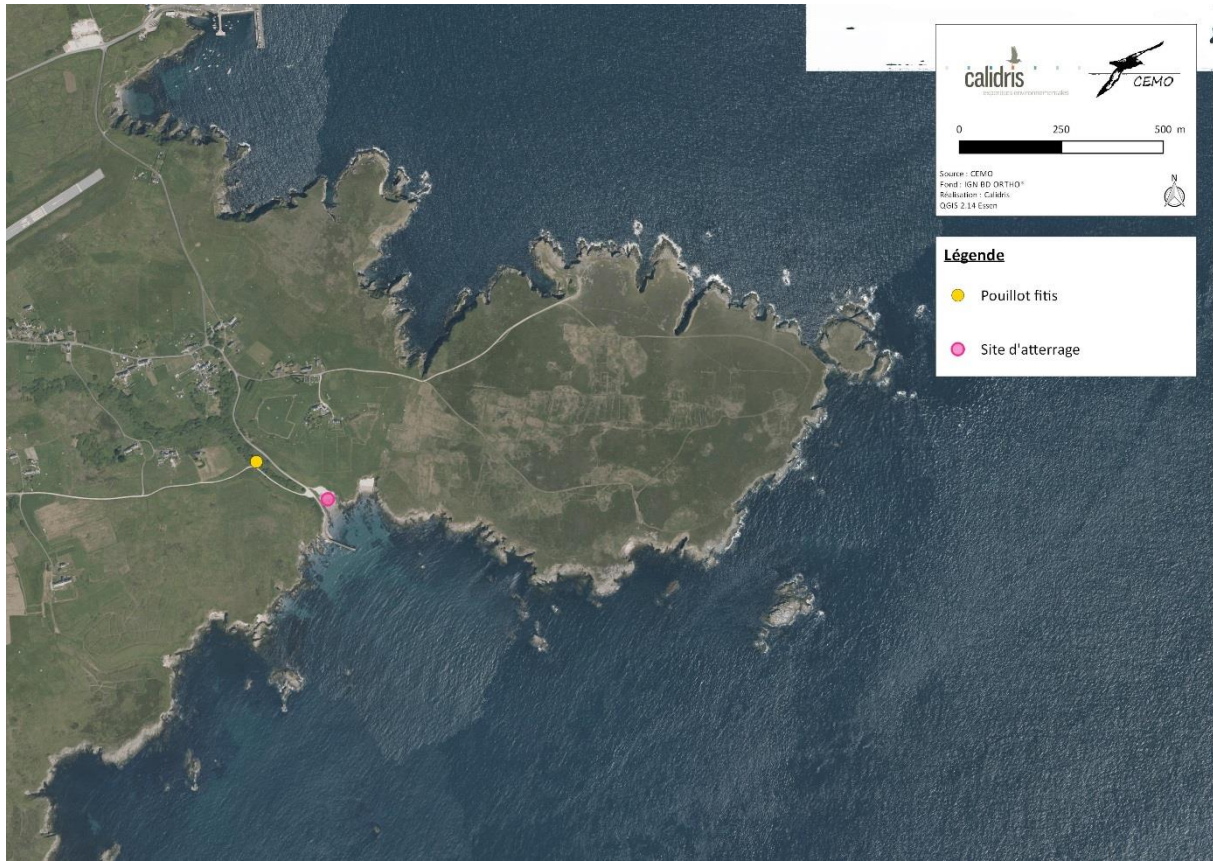 calidris
CEMO
0 250 500 m
Source : CEMO
Fond : IGN BD ORTHO®
Réalisation : Calidris
QGIS 2.14 Essen
N
Légende
Pouillot fitis
Site d'atterrage